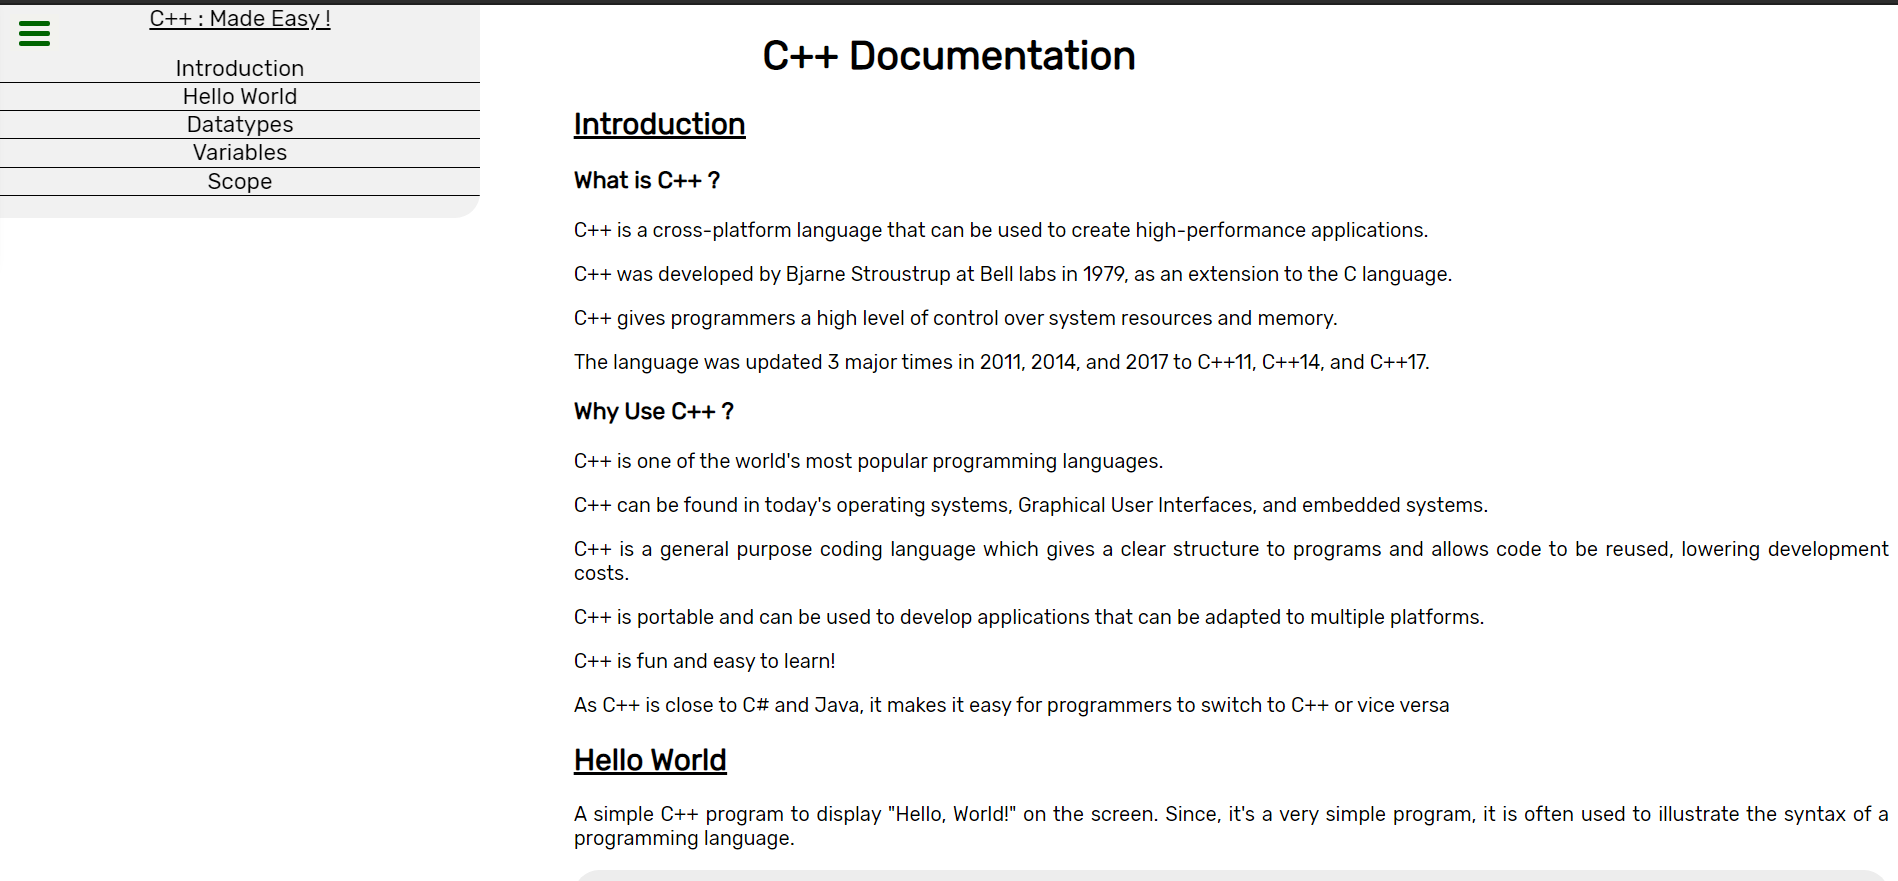 C++ : Made Easy !
Introduction
Hello World
Datatypes
Variables
Scope
C++ Documentation
Introduction
What is C++ ?
C++ is a cross-platform language that can be used to create high-performance applications.
C++ was developed by Bjarne Stroustrup at Bell labs in 1979, as an extension to the C language.
C++ gives programmers a high level of control over system resources and memory.
The language was updated 3 major times in 2011, 2014, and 2017 to C++11, C++14, and C++17.
Why Use C++ ?
C++ is one of the world's most popular programming languages.
C++ can be found in today's operating systems, Graphical User Interfaces, and embedded systems.
C++ is a general purpose coding language which gives a clear structure to programs and allows code to be reused, lowering development
costs.
C++ is portable and can be used to develop applications that can be adapted to multiple platforms.
C++ is fun and easy to learn!
As C++ is close to C# and Java, it makes it easy for programmers to switch to C++ or vice versa
Hello World
A simple C++ program to display "Hello, World!" on the screen. Since, it's a very simple program, it is often used to illustrate the syntax of a
programming language.